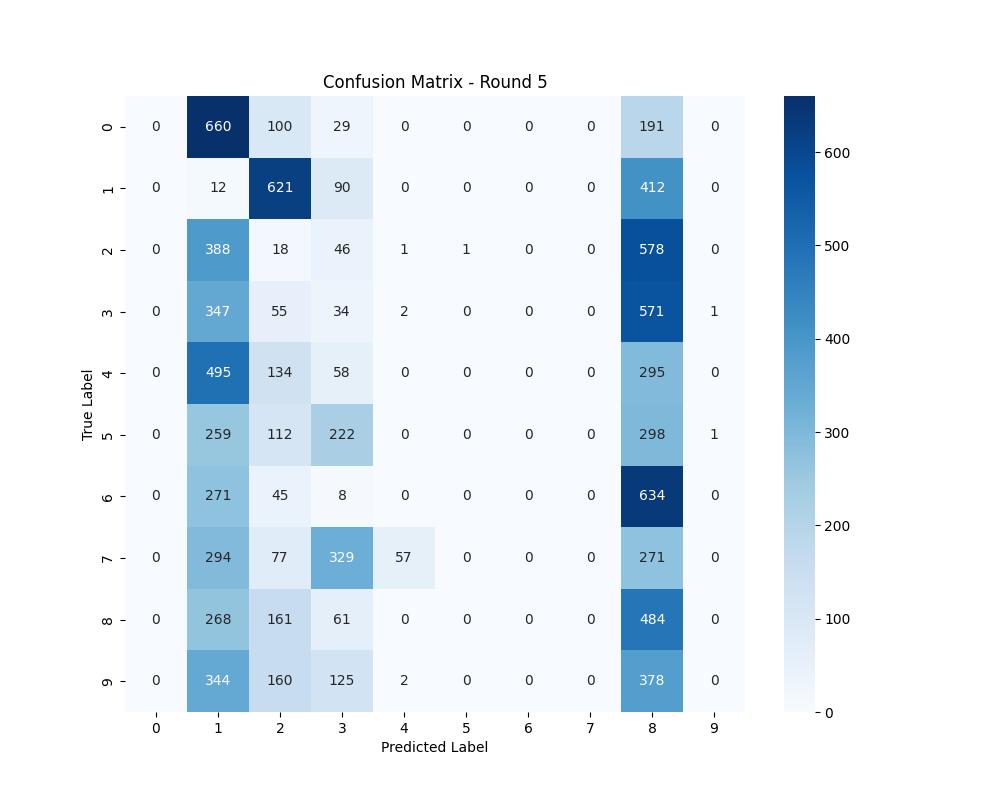 Confusion Matrix - Round 5
0 0 660 100 29 0 0 0 0 191 0
1 0 12 621 90 0 0 0 0 412 0
2 0 388 18 46 1 1 0 0 578 0
3 0 347 55 34 2 0 0 0 571 1
4 0 495 134 58 0 0 0 0 295 0
5 0 259 112 222 0 0 0 0 298 1
6 0 271 45 8 0 0 0 0 634 0
7 0 294 77 329 57 0 0 0 271 0
8 0 268 161 61 0 0 0 0 484 0
9 0 344 160 125 2 0 0 0 378 0
0 1 2 3 4 5 6 7 8 9
Predicted Label
True Label
600
500
400
300
200
100
0